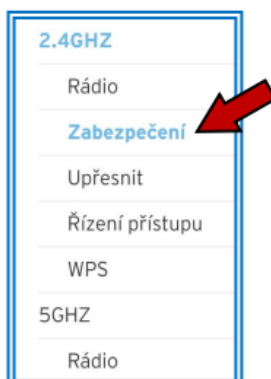 2.4GHZ
Rádio
Zabezpečení
Upřesnit
Řízení přístupu
WPS
5GHZ
Rádio